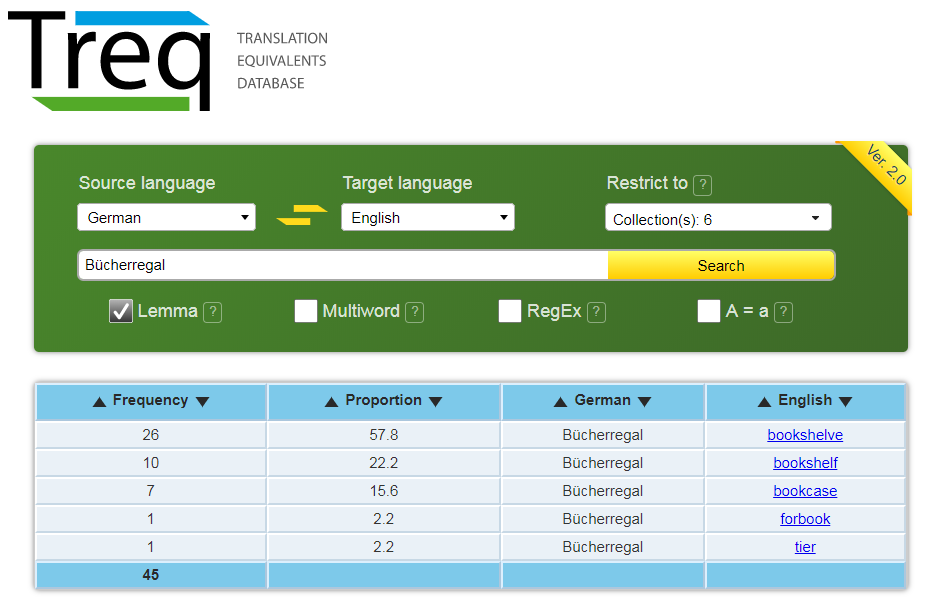 Treq
TRANSLATION
EQUIVALENTS
DATABASE
Ver. 2.0
Source language
Target language
Restrict to ?
German
English
Collection(s): 6
Bücherregal
Search
Lemma ?
Multiword ?
RegEx ?
A = a ?
▲ Frequency ▼ ▲ Proportion ▼ ▲ German ▼ ▲ English ▼
26 57.8 Bücherregal bookshelve
10 22.2 Bücherregal bookshelf
7 15.6 Bücherregal bookcase
1 2.2 Bücherregal forbook
1 2.2 Bücherregal tier
45